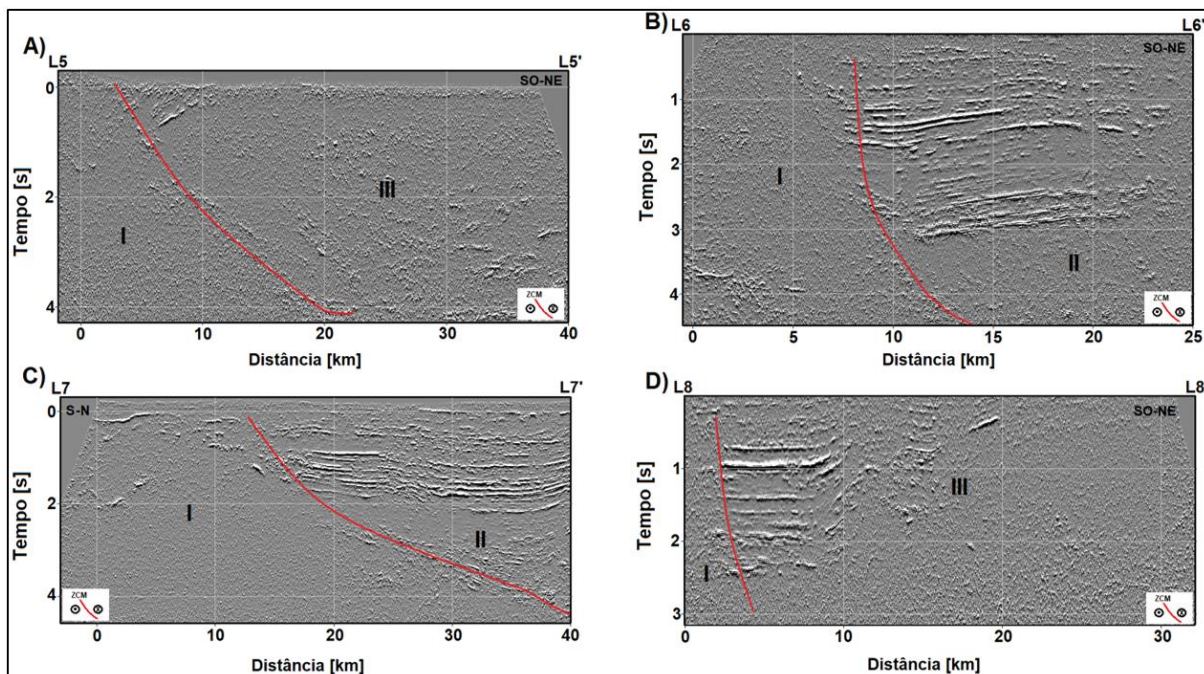 A)
L5
L5'
SO-NE
0
2
4
Tempo [s]
I
III
ZCM
0
10
20
30
40
Distância [km]
B)
L6
L6'
1
2
3
4
Tempo [s]
I
II
ZCM
0
5
10
15
20
25
Distância [km]
C)
L7
L7'
S-N
0
2
4
Tempo [s]
I
II
ZCM
0
10
20
30
40
Distância [km]
D)
L8
L8'
SO-NE
1
2
3
Tempo [s]
I
III
ZCM
0
10
20
30
Distância [km]